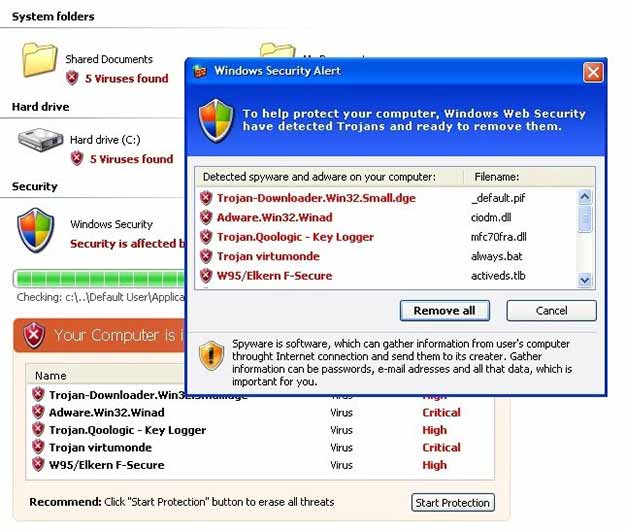 System folders
Shared Documents
5 Viruses found
Hard drive
Hard drive (C:)
5 Viruses found
Security
Windows Security
Security is affected b
Checking: c:\..\Default User\Applica
Your Computer is i
Name
Trojan-Downloader.Win32.Small.dge
Adware.Win32.Winad Virus Critical
Trojan.Qoologic - Key Logger Virus High
Trojan virtumonde Virus Critical
W95/Elkern F-Secure Virus High
Recommend: Click "Start Protection" button to erase all threats
Start Protection
Windows Security Alert
To help protect your computer, Windows Web Security
have detected Trojans and ready to remove them.
Detected spyware and adware on your computer: Filename:
Trojan-Downloader.Win32.Small.dge _default.pif
Adware.Win32.Winad ciodm.dll
Trojan.Qoologic - Key Logger mfc70fra.dll
Trojan virtumonde always.bat
W95/Elkern F-Secure activeds.tlb
Remove all Cancel
Spyware is software, which can gather information from user's computer
throught Internet connection and send them to its creater. Gather
information can be passwords, e-mail adresses and all that data, which is
important for you.